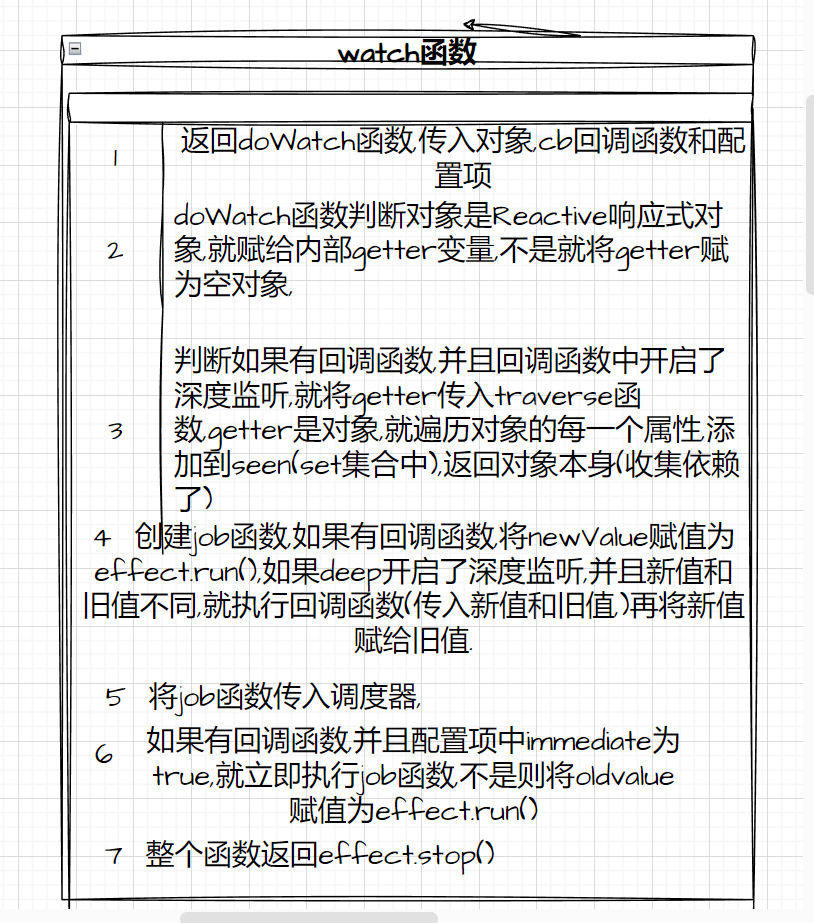 watch函数
1 返回doWatch函数,传入对象,cb回调函数和配
置项
doWatch函数判断对象是Reactive响应式对
2 象,就赋给内部getter变量,不是就将getter赋
为空对象,
判断如果有回调函数,并且回调函数中开启了
深度监听,就将getter传入traverse函
3 数,getter是对象,就遍历对象的每一个属性,添
加到seen(set集合中),返回对象本身(收集依赖
了)
4 创建job函数,如果有回调函数,将newValue赋值为
effect.run(),如果deep开启了深度监听,并且新值和
旧值不同,就执行回调函数(传入新值和旧值,)再将新值
赋给旧值.
5 将job函数传入调度器,
6 如果有回调函数,并且配置项中immediate为
true,就立即执行job函数,不是则将oldvalue
赋值为effect.run()
7 整个函数返回effect.stop()